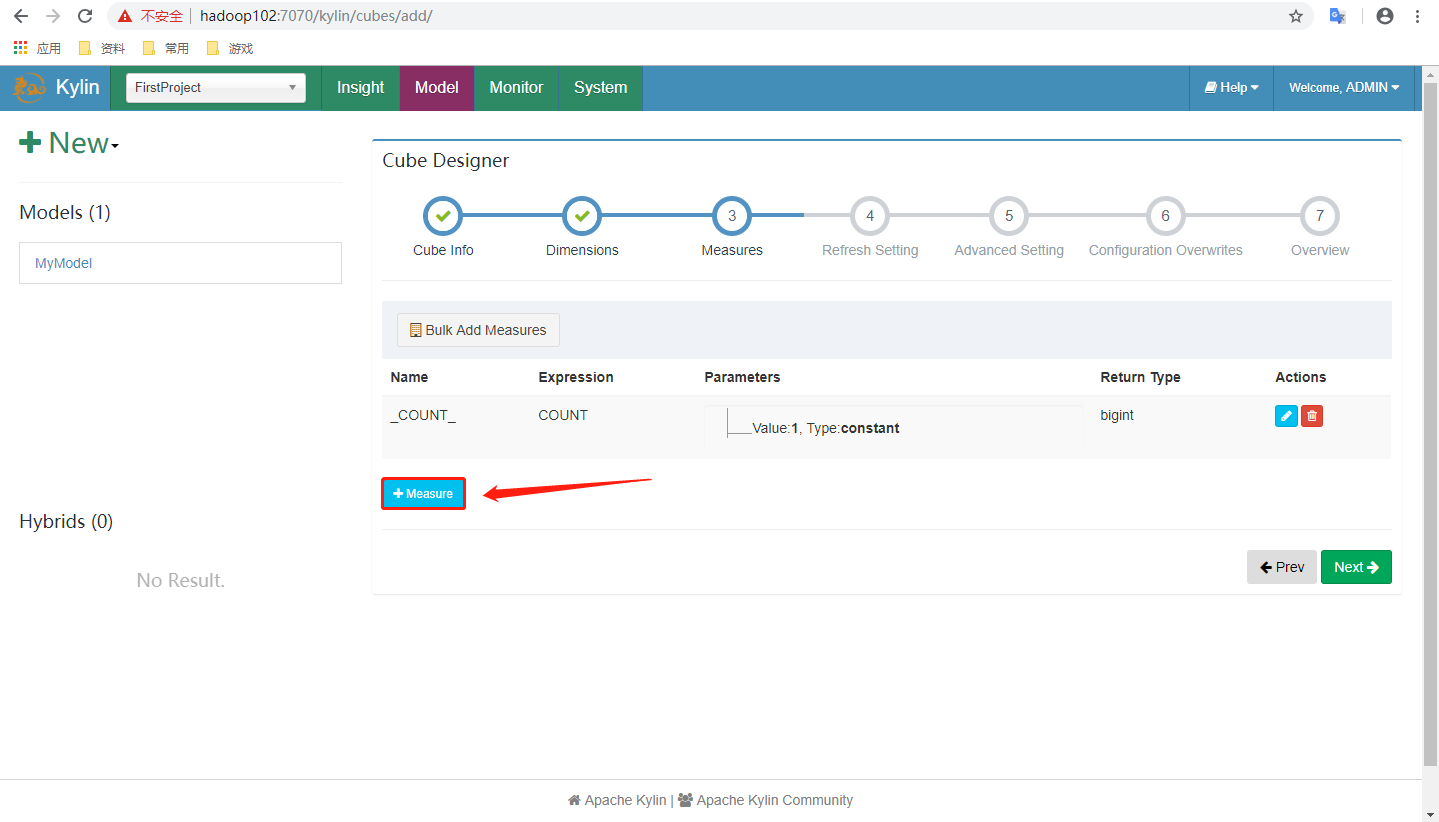 不安全 hadoop102:7070/kylin/cubes/add/
应用 资料 常用 游戏
Kylin FirstProject Insight Model Monitor System Help Welcome, ADMIN
New
Models (1)
MyModel
Hybrids (0)
No Result.
Cube Designer
3 4 5 6 7
Cube Info Dimensions Measures Refresh Setting Advanced Setting Configuration Overwrites Overview
Bulk Add Measures
Name Expression Parameters Return Type Actions
_COUNT_ COUNT Value:1, Type:constant bigint
+ Measure
Prev Next
Apache Kylin | Apache Kylin Community